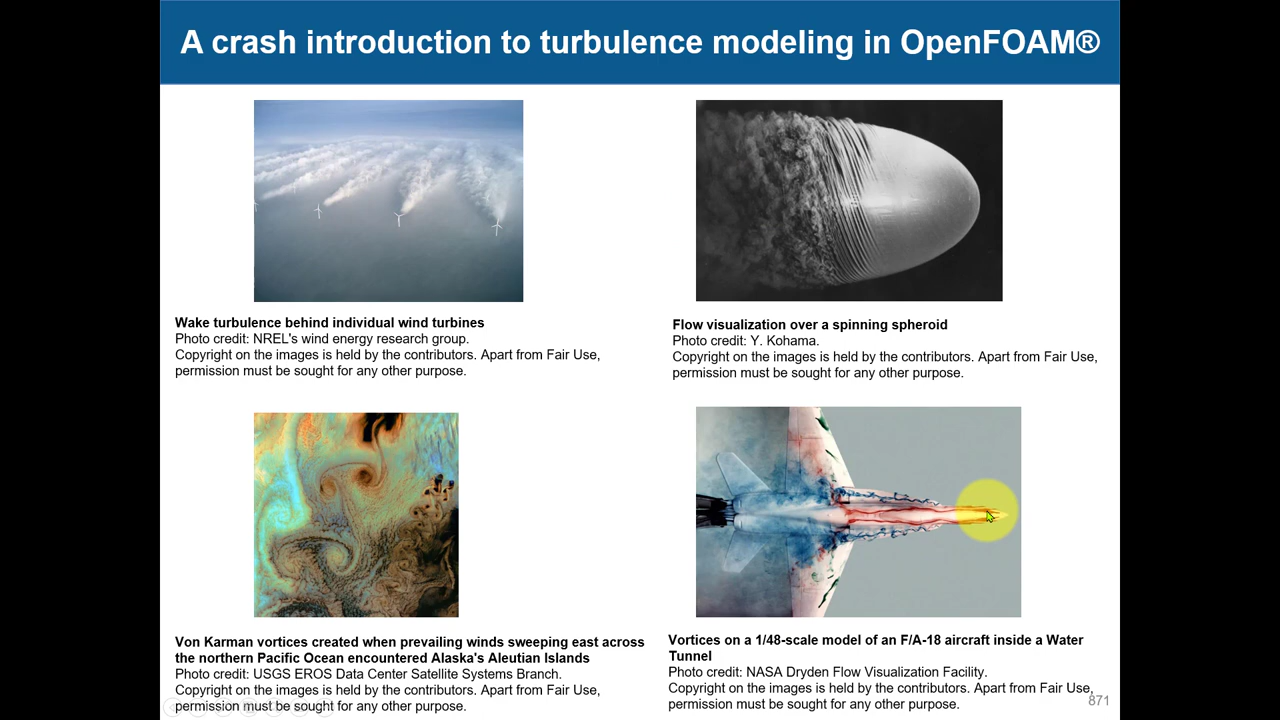 A crash introduction to turbulence modeling in OpenFOAM®
Wake turbulence behind individual wind turbines
Photo credit: NREL's wind energy research group.
Copyright on the images is held by the contributors. Apart from Fair Use,
permission must be sought for any other purpose.
Flow visualization over a spinning spheroid
Photo credit: Y. Kohama.
Copyright on the images is held by the contributors. Apart from Fair Use,
permission must be sought for any other purpose.
Von Karman vortices created when prevailing winds sweeping east across
the northern Pacific Ocean encountered Alaska's Aleutian Islands
Photo credit: USGS EROS Data Center Satellite Systems Branch.
Copyright on the images is held by the contributors. Apart from Fair Use,
permission must be sought for any other purpose.
Vortices on a 1/48-scale model of an F/A-18 aircraft inside a Water
Tunnel
Photo credit: NASA Dryden Flow Visualization Facility.
Copyright on the images is held by the contributors. Apart from Fair Use,
permission must be sought for any other purpose.
871